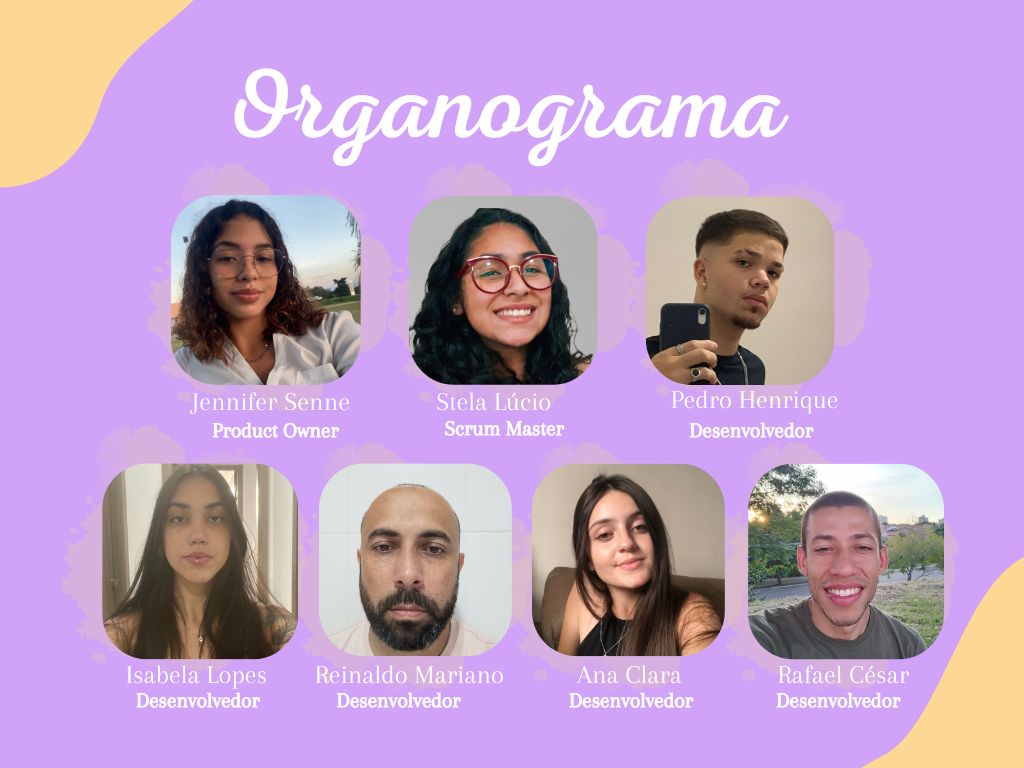 Organograma
Jennifer Senne
Product Owner
Stela Lúcio
Scrum Master
Pedro Henrique
Desenvolvedor
Isabela Lopes
Desenvolvedor
Reinaldo Mariano
Desenvolvedor
Ana Clara
Desenvolvedor
Rafael César
Desenvolvedor